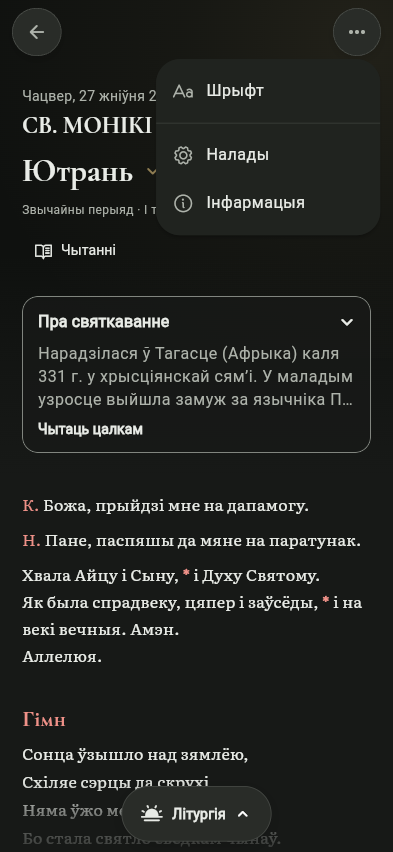 Шрыфт
Налады
Інфармацыя
Чацвер, 27 жніўня
СВ. МОНІКІ
Ютрань
Звычайны перыяд · І
Чытанні
Пра святкаванне
Нарадзілася ў Тагасце (Афрыка) каля
331 г. у хрысціянскай сям’і. У маладым
узросце выйшла замуж за язычніка П...
Чытаць цалкам
К. Божа, прыйдзі мне на дапамогу.
Н. Пане, паспяшы да мяне на паратунак.
Хвала Айцу і Сыну, * і Духу Святому.
Як была спрадвеку, цяпер і заўсёды, * і на
векі вечныя. Амэн.
Аллелюя.
Гімн
Сонца ўзышло над зямлёю,
Схіляе сэрцы да скрухі
Няма ўжо
Бо стала святло
Літургія